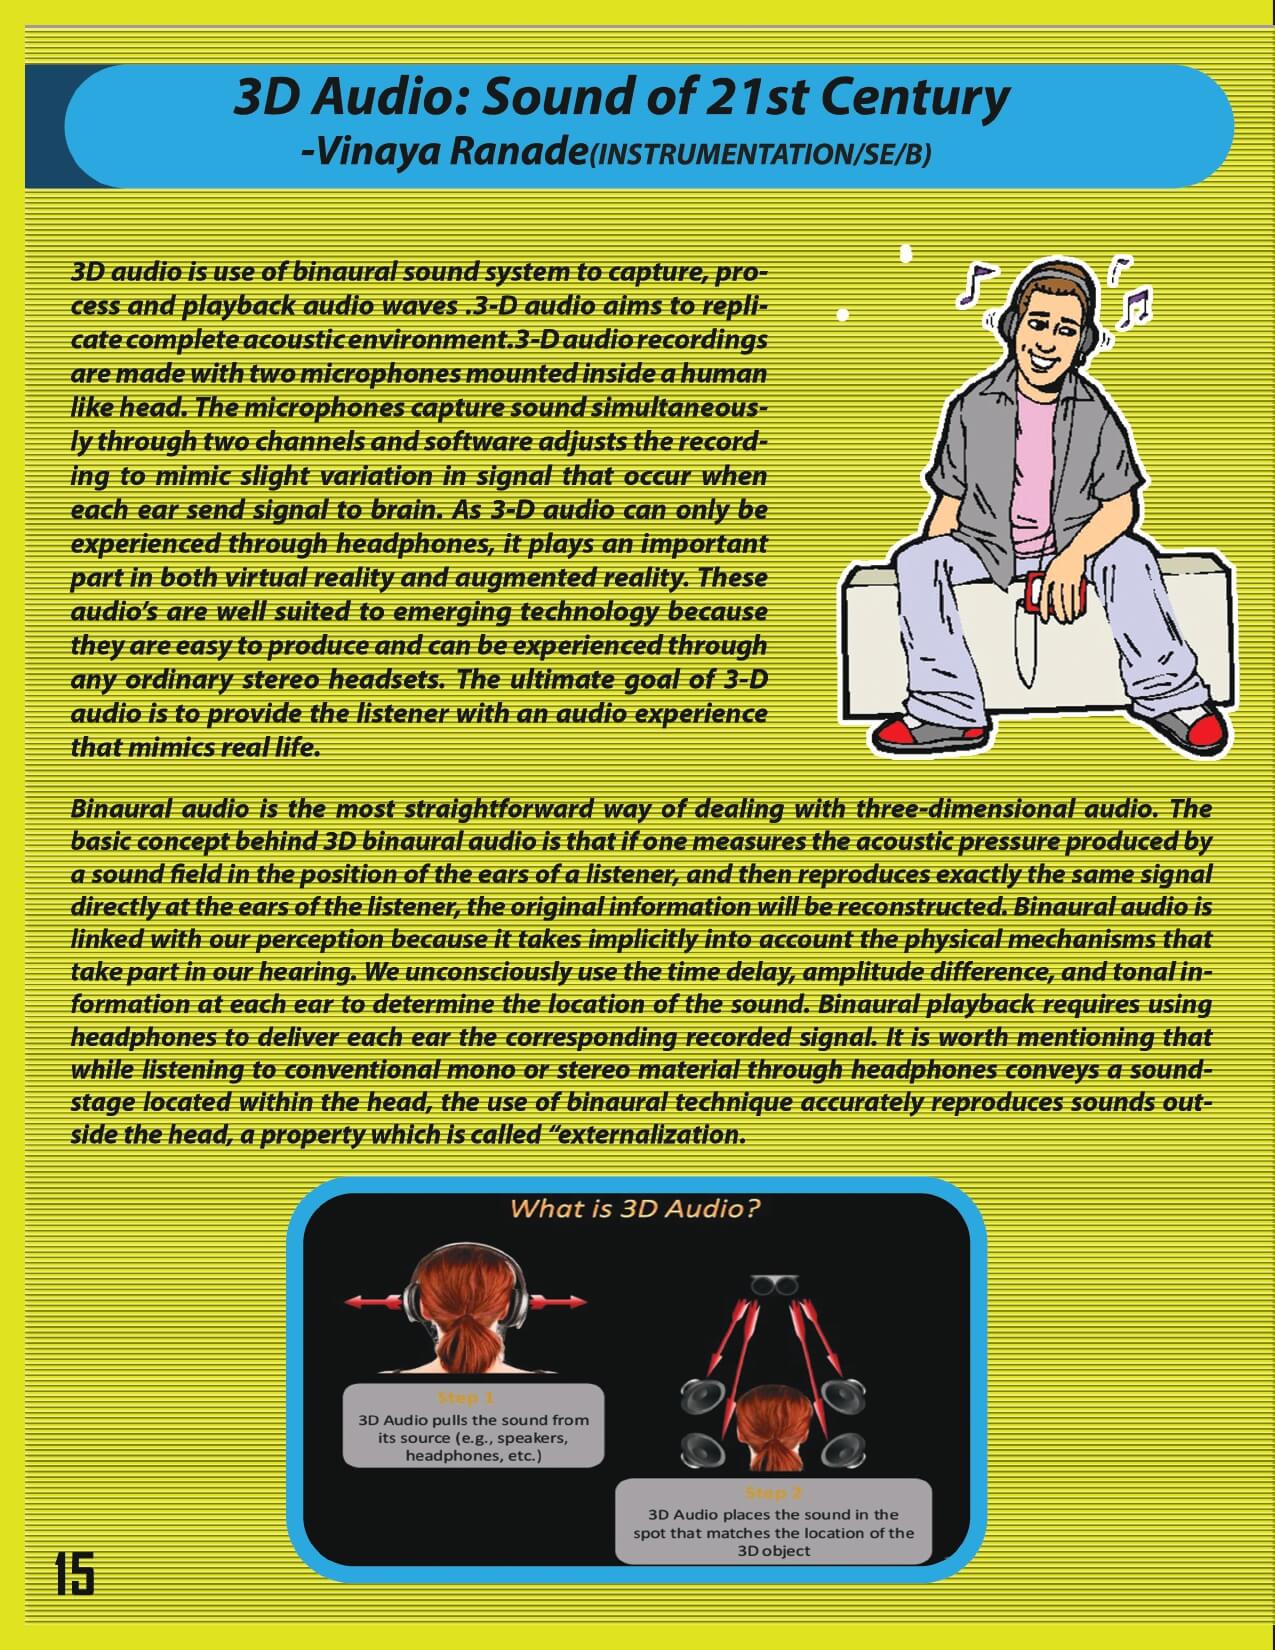 3D Audio: Sound of 21st Century
-Vinaya Ranade(INSTRUMENTATION/SE/B)
3D audio is use of binaural sound system to capture, pro-
cess and playback audio waves .3-D audio aims to repli-
cate complete acoustic environment.3-D audio recordings
are made with two microphones mounted inside a human
like head. The microphones capture sound simultaneous-
ly through two channels and software adjusts the record-
ing to mimic slight variation in signal that occur when
each ear send signal to brain. As 3-D audio can only be
experienced through headphones, it plays an important
part in both virtual reality and augmented reality. These
audio's are well suited to emerging technology because
they are easy to produce and can be experienced through
any ordinary stereo headsets. The ultimate goal of 3-D
audio is to provide the listener with an audio experience
that mimics real life.
Binaural audio is the most straightforward way of dealing with three-dimensional audio. The
basic concept behind 3D binaural audio is that if one measures the acoustic pressure produced by
a sound field in the position of the ears of a listener, and then reproduces exactly the same signal
directly at the ears of the listener, the original information will be reconstructed. Binaural audio is
linked with our perception because it takes implicitly into account the physical mechanisms that
take part in our hearing. We unconsciously use the time delay, amplitude difference, and tonal in-
formation at each ear to determine the location of the sound. Binaural playback requires using
headphones to deliver each ear the corresponding recorded signal. It is worth mentioning that
while listening to conventional mono or stereo material through headphones conveys a sound-
stage located within the head, the use of binaural technique accurately reproduces sounds out-
side the head, a property which is called “externalization.
What is 3D Audio?
Step 1
3D Audio pulls the sound from
its source (e.g., speakers,
headphones, etc.)
Step 2
3D Audio places the sound in the
spot that matches the location of the
3D object
15